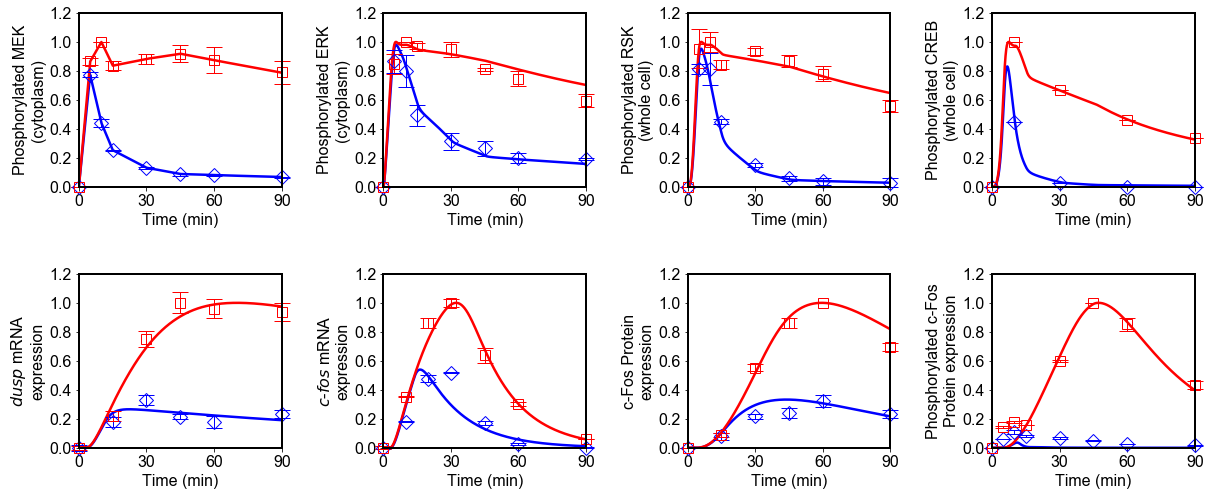 Phosphorylated MEK
(cytoplasm)
1.2
1.0
0.8
0.6
0.4
0.2
0.0
0 30 60 90
Time (min)
Phosphorylated ERK
(cytoplasm)
1.2
1.0
0.8
0.6
0.4
0.2
0.0
0 30 60 90
Time (min)
Phosphorylated RSK
(whole cell)
1.2
1.0
0.8
0.6
0.4
0.2
0.0
0 30 60 90
Time (min)
Phosphorylated CREB
(whole cell)
1.2
1.0
0.8
0.6
0.4
0.2
0.0
0 30 60 90
Time (min)
dusp mRNA
expression
1.2
1.0
0.8
0.6
0.4
0.2
0.0
0 30 60 90
Time (min)
c-fos mRNA
expression
1.2
1.0
0.8
0.6
0.4
0.2
0.0
0 30 60 90
Time (min)
c-Fos Protein
expression
1.2
1.0
0.8
0.6
0.4
0.2
0.0
0 30 60 90
Time (min)
Phosphorylated c-Fos
Protein expression
1.2
1.0
0.8
0.6
0.4
0.2
0.0
0 30 60 90
Time (min)